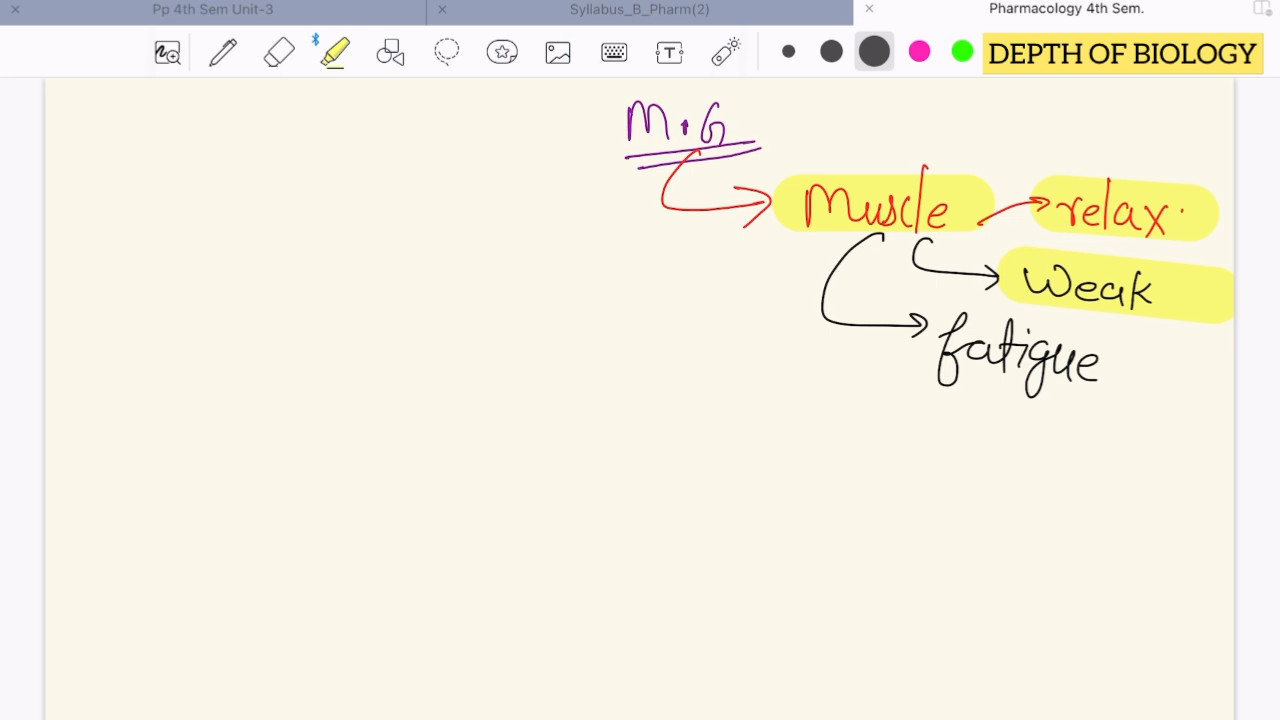 Pp 4th Sem Unit-3
Syllabus_B_Pharm(2)
Pharmacology 4th Sem.
T
DEPTH OF BIOLOGY
M.G
Muscle
relax.
Weak
fatigue